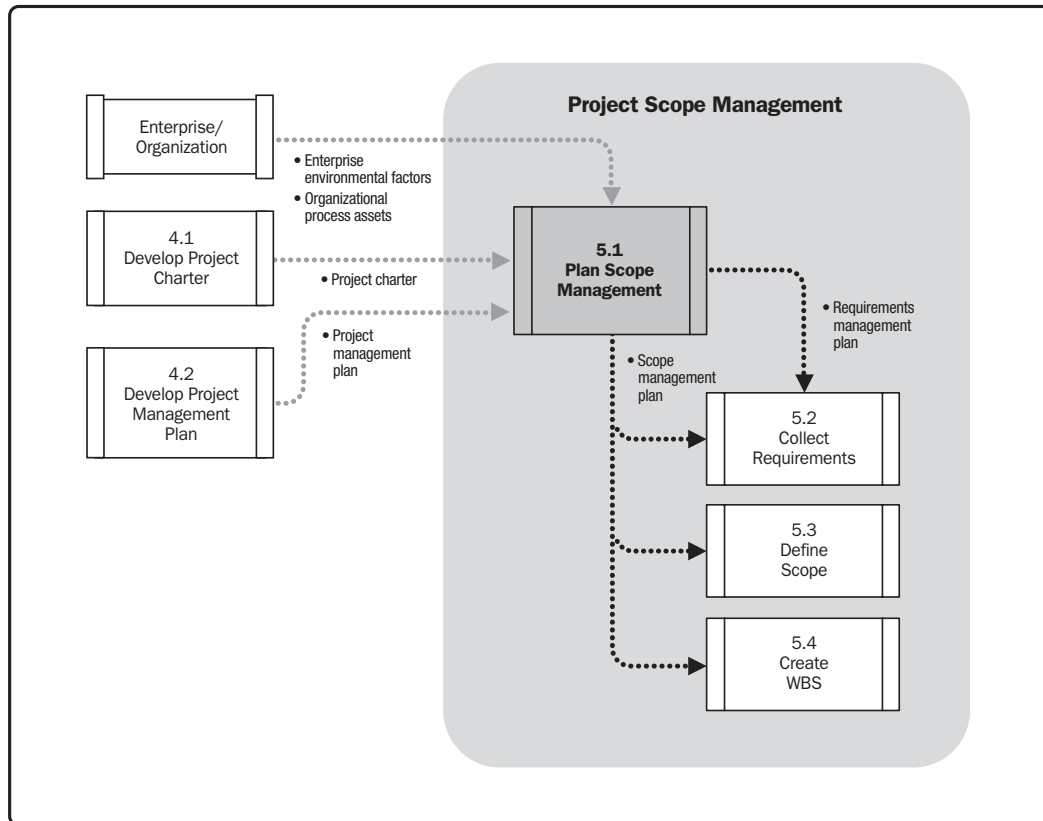 Project Scope Management
Enterprise/
Organization
• Enterprise
environmental factors
• Organizational
process assets
4.1
Develop Project
Charter
• Project charter
5.1
Plan Scope
Management
• Requirements
management
plan
4.2
Develop Project
Management
Plan
• Project
management
plan
• Scope
management
plan
5.2
Collect
Requirements
5.3
Define
Scope
5.4
Create
WBS